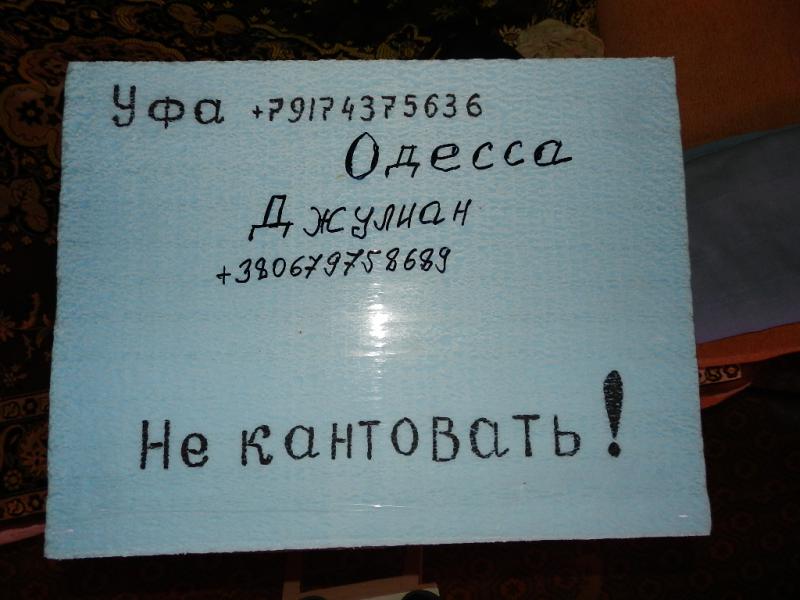 Уфа +79174375636
Одесса
Джулиан
+380679758689
Не кантовать!